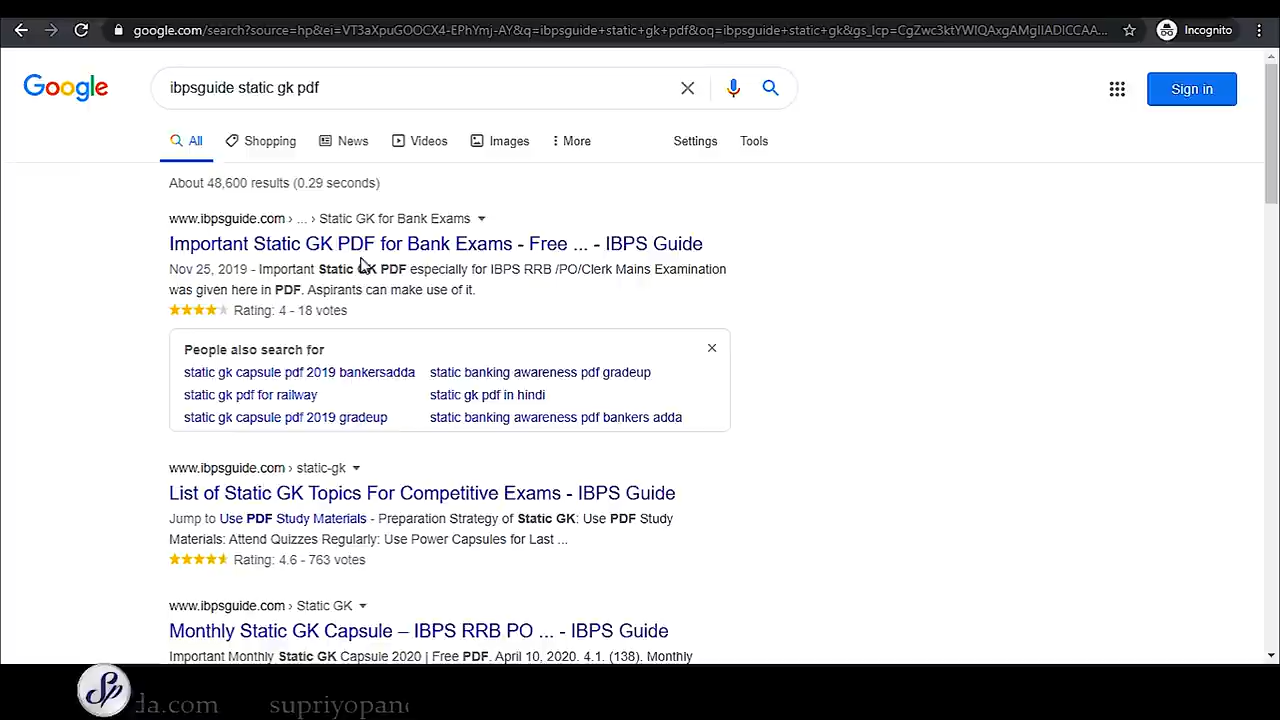 google.com/search?source=hp&ei=VT3aXpuGOOCX4-EPhYmj-AY&q=ibpsguide+static+gk+pdf&oq=ibpsguide+static+gk&gs_lcp=CgZwc3ktYWIQAxgAMgIIADICCAA...
Incognito
Google
ibpsguide static gk pdf
Sign in
All Shopping News Videos Images More Settings Tools
About 48,600 results (0.29 seconds)
www.ibpsguide.com › ... › Static GK for Bank Exams
Important Static GK PDF for Bank Exams - Free ... - IBPS Guide
Nov 25, 2019 - Important Static GK PDF especially for IBPS RRB /PO/Clerk Mains Examination
was given here in PDF. Aspirants can make use of it.
Rating: 4 - 18 votes
People also search for
static gk capsule pdf 2019 bankersadda static banking awareness pdf gradeup
static gk pdf for railway static gk pdf in hindi
static gk capsule pdf 2019 gradeup static banking awareness pdf bankers adda
www.ibpsguide.com › static-gk
List of Static GK Topics For Competitive Exams - IBPS Guide
Jump to Use PDF Study Materials - Preparation Strategy of Static GK: Use PDF Study
Materials: Attend Quizzes Regularly: Use Power Capsules for Last ...
Rating: 4.6 - 763 votes
www.ibpsguide.com › Static GK
Monthly Static GK Capsule – IBPS RRB PO ... - IBPS Guide
Important Monthly Static GK Capsule 2020 | Free PDF. April 10, 2020. 4.1. (138). Monthly
Sp
da.com supriyopan